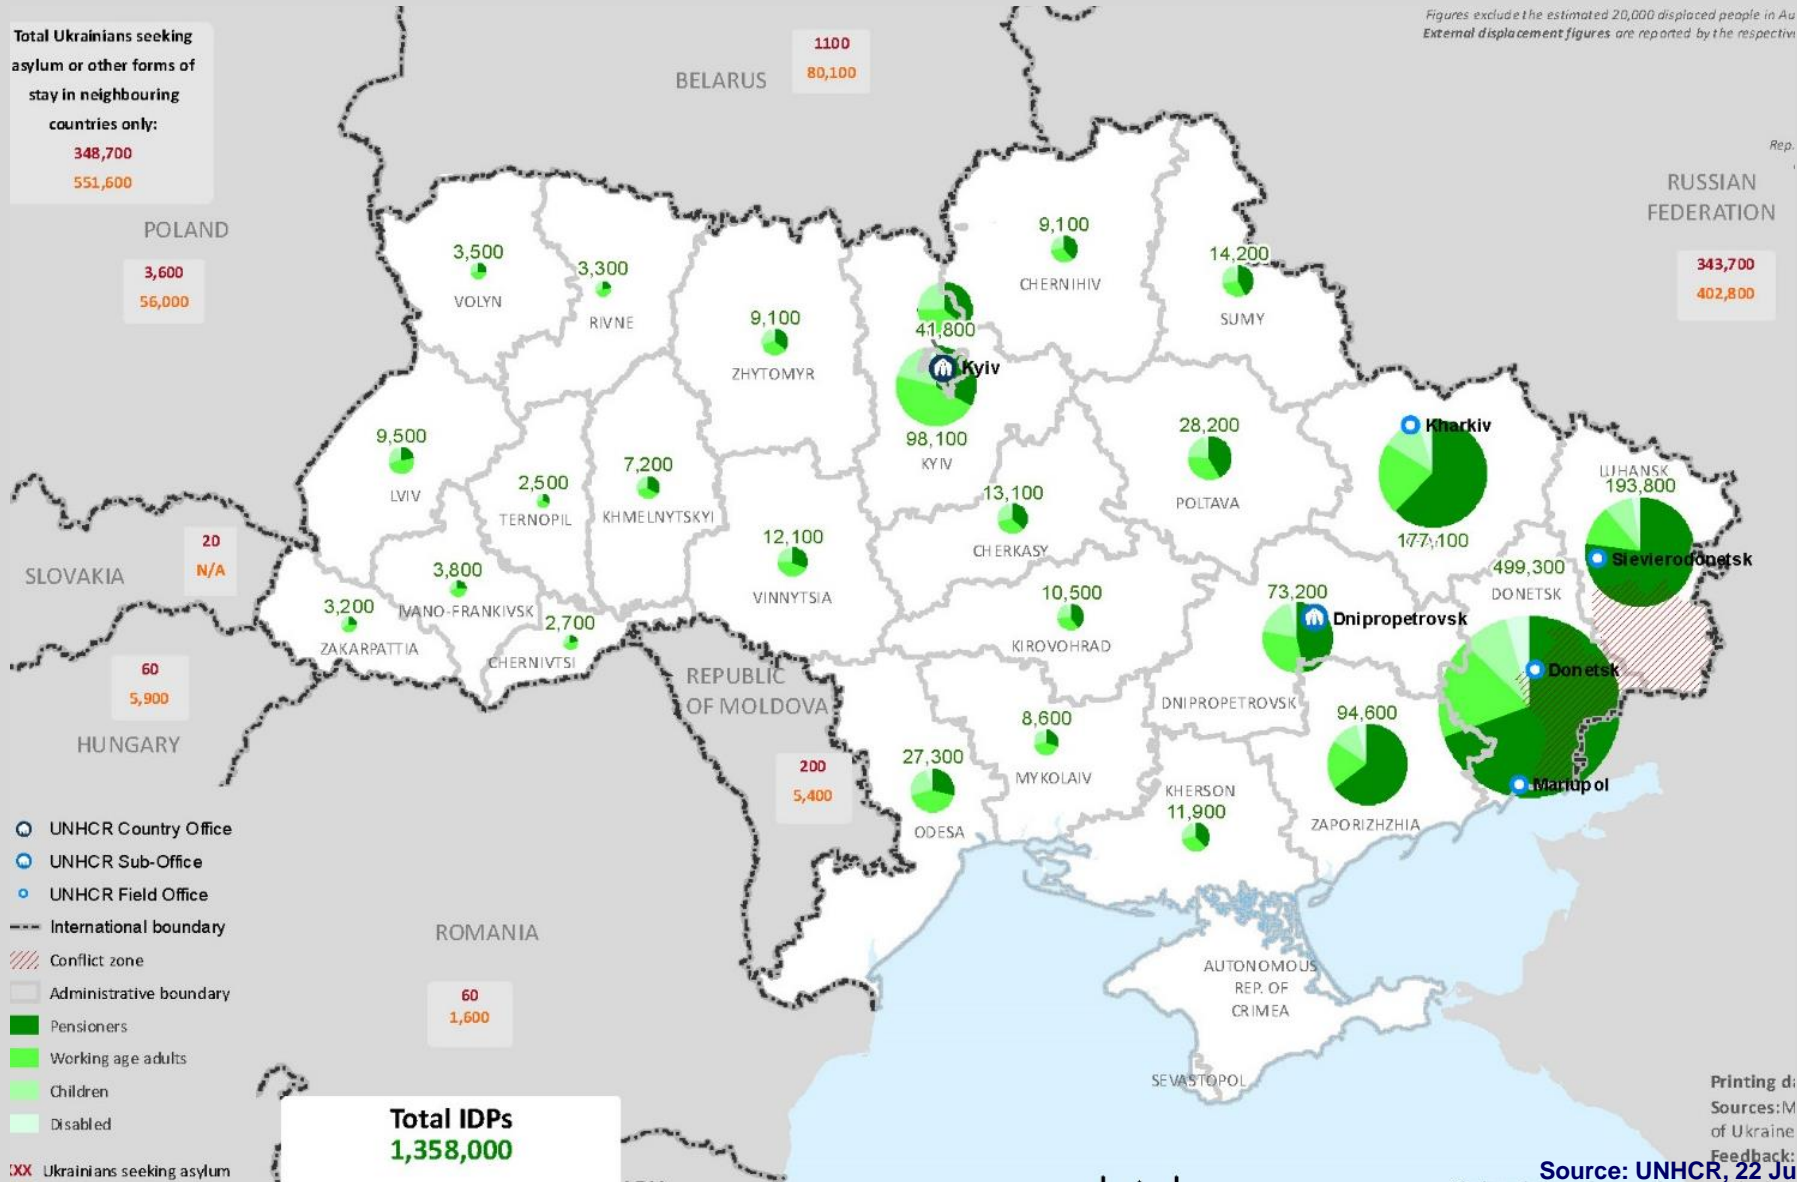 Total Ukrainians seeking
asylum or other forms of
stay in neighbouring
countries only:
348,700
551,600
Figures exclude the estimated 20,000 displaced people in Au
External displacement figures are reported by the respectiv
1100
80,100
BELARUS
Rep.
RUSSIAN
FEDERATION
343,700
402,800
POLAND
3,600
56,000
3,500
VOLYN
3,300
RIVNE
9,100
ZHYTOMYR
41,800
Kyiv
98,100
KYIV
9,100
CHERNIHIV
14,200
SUMY
9,500
LVIV
2,500
TERNOPIL
7,200
KHMELNYTSKYI
12,100
VINNYTSIA
13,100
CHERKASY
28,200
POLTAVA
Kharkiv
177,100
LUHANSK
193,800
Sievierodonetsk
499,300
DONETSK
Donetsk
Mariupol
20
N/A
SLOVAKIA
3,800
IVANO-FRANKIVSK
3,200
ZAKARPATTIA
2,700
CHERNIVTSI
10,500
KIROVOHRAD
73,200
Dnipropetrovsk
DNIPROPETROVSK
60
5,900
HUNGARY
REPUBLIC
OF MOLDOVA
200
5,400
27,300
ODESA
8,600
MYKOLAIV
KHERSON
11,900
94,600
ZAPORIZHZHIA
ROMANIA
60
1,600
AUTONOMOUS
REP. OF
CRIMEA
SEVASTOPOL
UNHCR Country Office
UNHCR Sub-Office
UNHCR Field Office
International boundary
Conflict zone
Administrative boundary
Pensioners
Working age adults
Children
Disabled
XX Ukrainians seeking asylum
Total IDPs
1,358,000
Printing d
Sources:M
of Ukraine
Feedback:
Source: UNHCR, 22 Ju